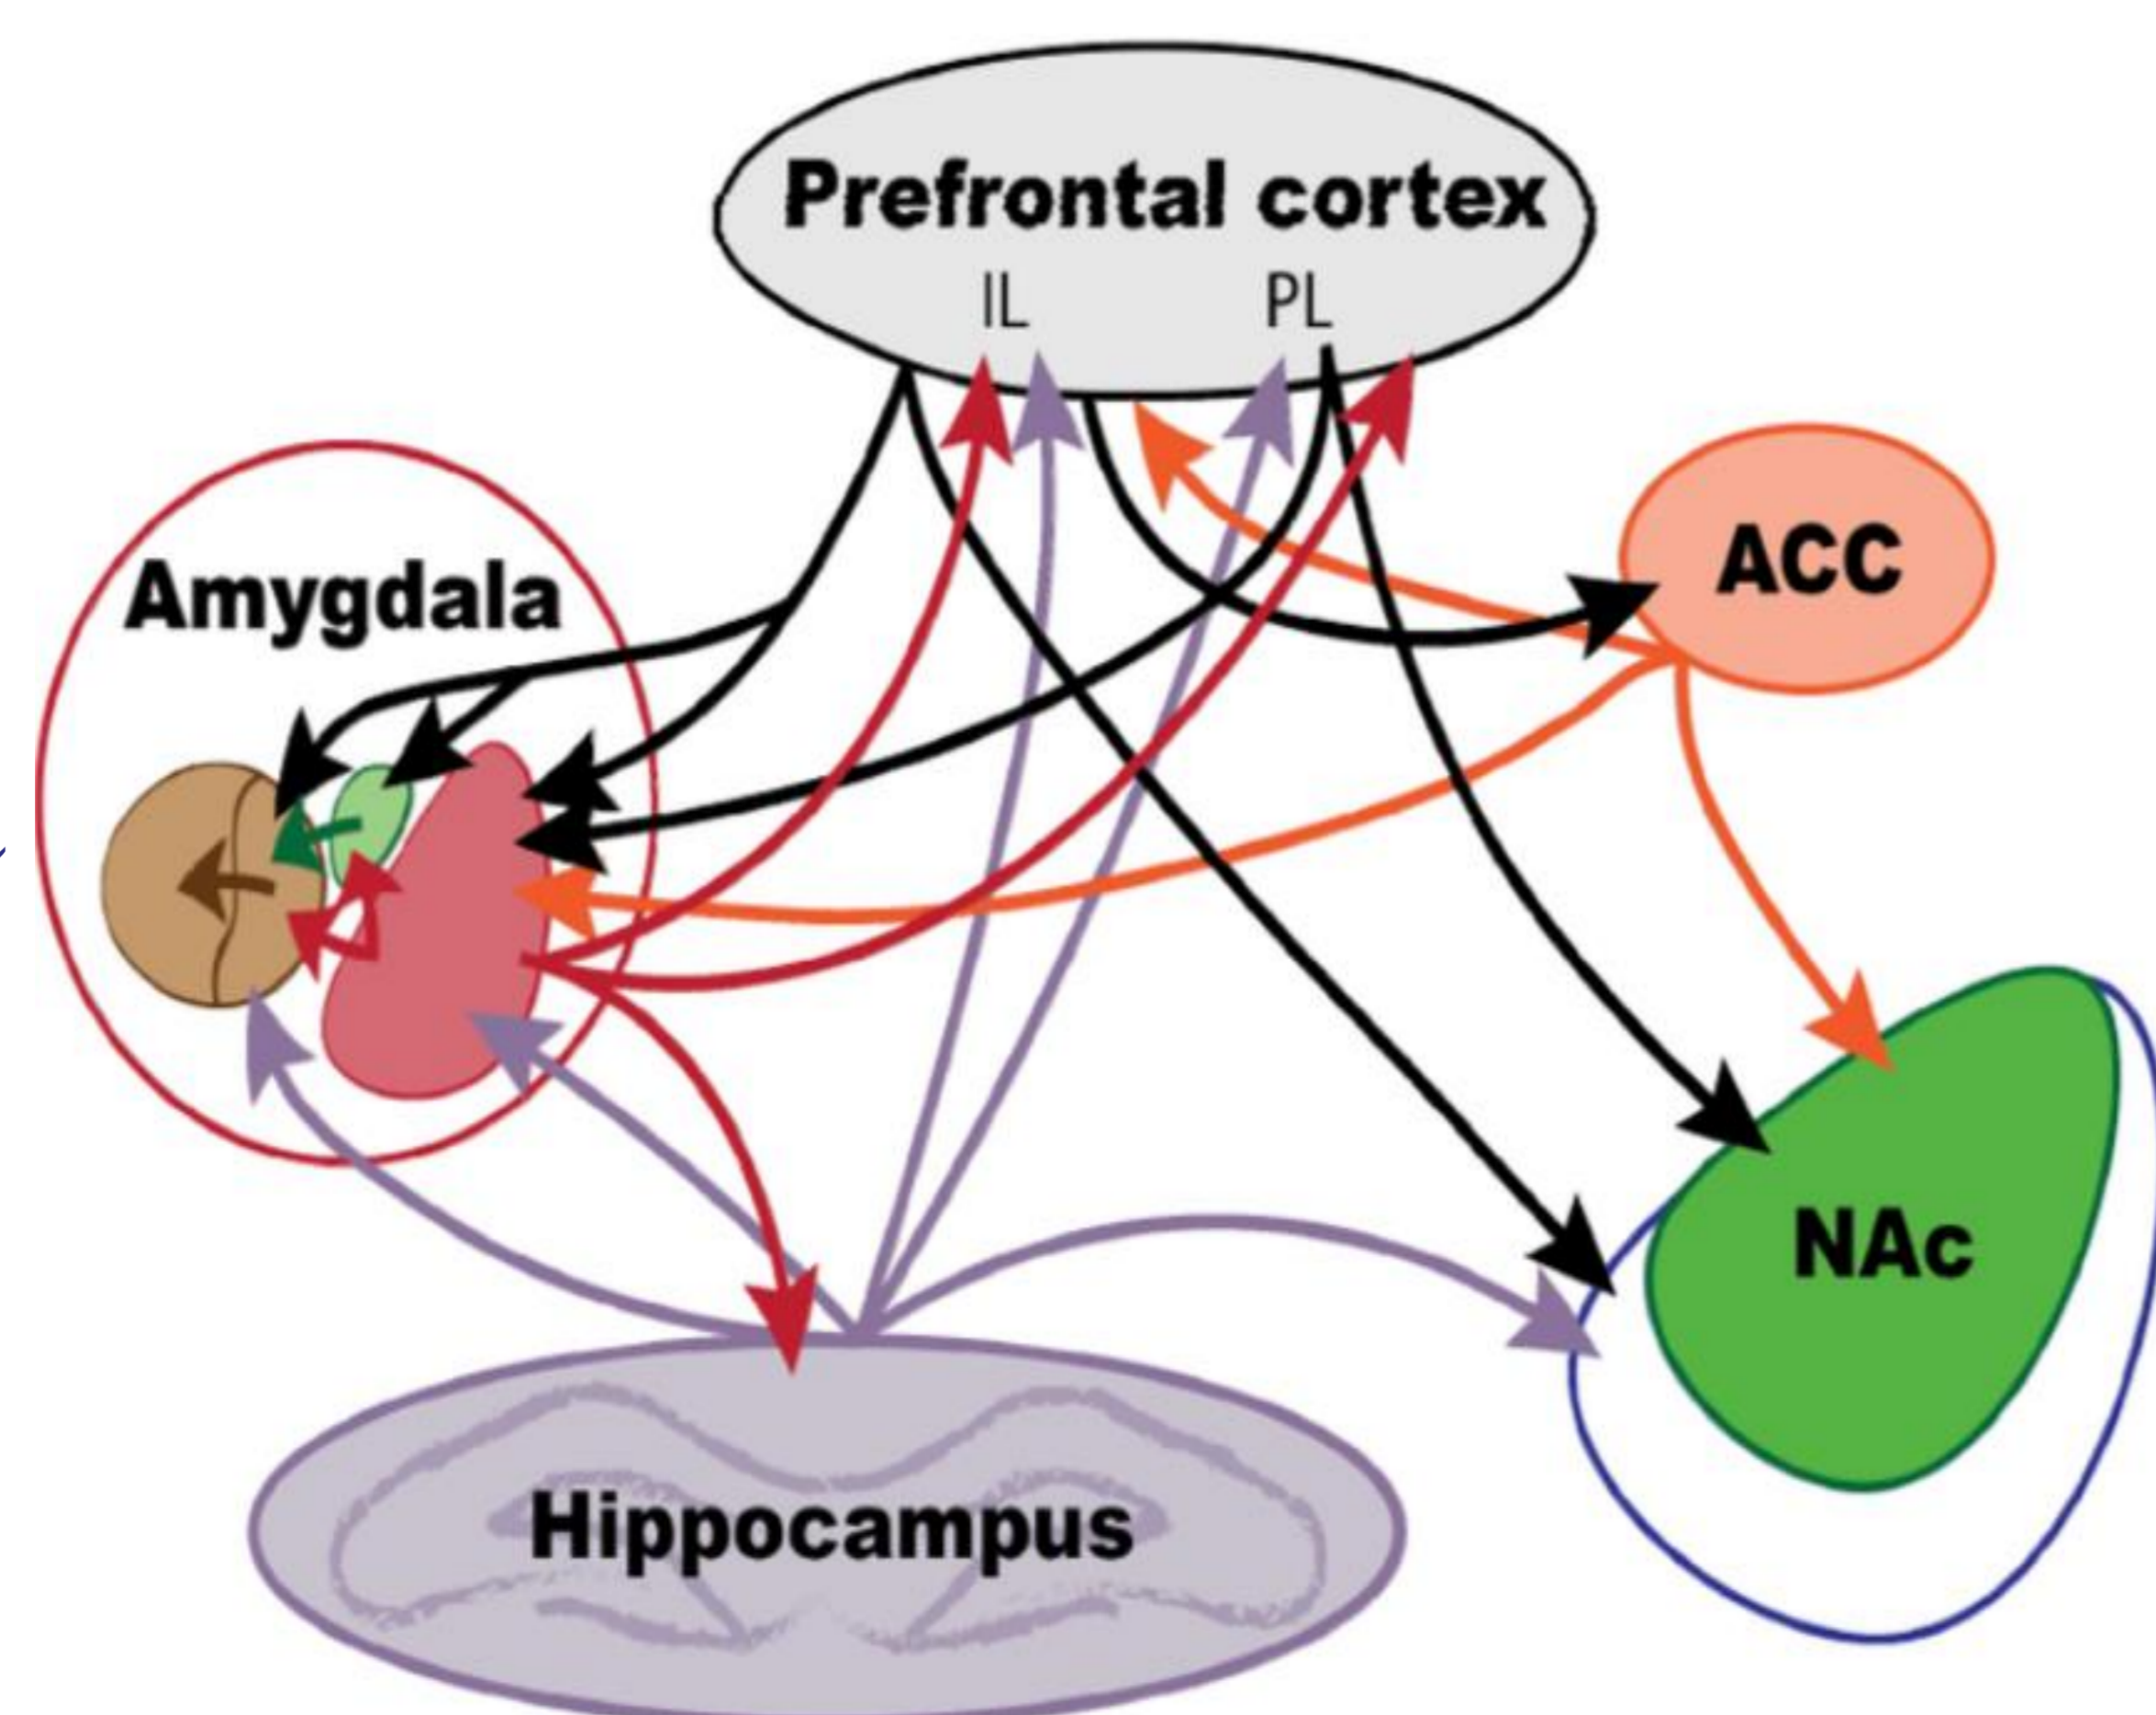 Prefrontal cortex
IL PL
ACC
Amygdala
NAc
Hippocampus